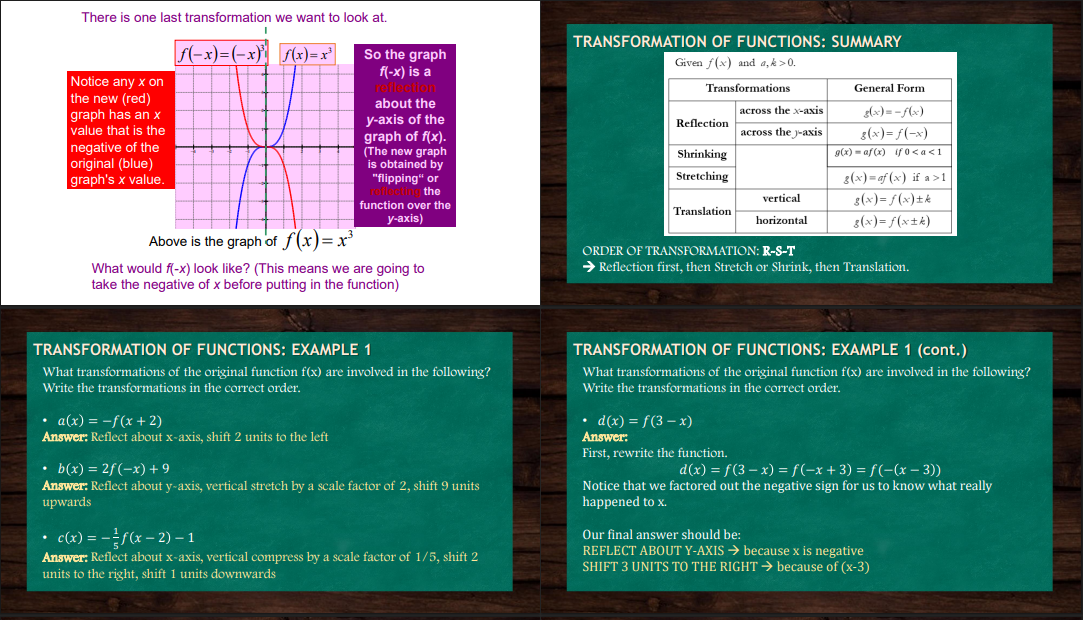 There is one last transformation we want to look at.
f(−x)=(−x)³
f(x)=x³
Notice any x on
the new (red)
graph has an x
value that is the
negative of the
original (blue)
graph's x value.
So the graph
f(-x) is a
reflection
about the
y-axis of the
graph of f(x).
(The new graph
is obtained by
"flipping" or
reflecting the
function over the
y-axis)
Above is the graph of f(x)=x³
What would f(-x) look like? (This means we are going to
take the negative of x before putting in the function)
TRANSFORMATION OF FUNCTIONS: SUMMARY
Given f(x) and a,k>0.
Transformations General Form
Reflection
across the x-axis g(x)=−f(x)
across the y-axis g(x)=f(−x)
Shrinking g(x) = af(x) if 0 < a < 1
Stretching g(x)=af(x) if a >1
Translation
vertical g(x)=f(x)±k
horizontal g(x)=f(x±k)
ORDER OF TRANSFORMATION: R-S-T
➔ Reflection first, then Stretch or Shrink, then Translation.
TRANSFORMATION OF FUNCTIONS: EXAMPLE 1
What transformations of the original function f(x) are involved in the following?
Write the transformations in the correct order.
• a(x) = −f(x + 2)
Answer: Reflect about x-axis, shift 2 units to the left
• b(x) = 2f(−x) + 9
Answer: Reflect about y-axis, vertical stretch by a scale factor of 2, shift 9 units
upwards
• c(x) = −1/5 f(x − 2) − 1
Answer: Reflect about x-axis, vertical compress by a scale factor of 1/5, shift 2
units to the right, shift 1 units downwards
TRANSFORMATION OF FUNCTIONS: EXAMPLE 1 (cont.)
What transformations of the original function f(x) are involved in the following?
Write the transformations in the correct order.
• d(x) = f(3 − x)
Answer:
First, rewrite the function.
d(x) = f(3 − x) = f(−x + 3) = f(−(x − 3))
Notice that we factored out the negative sign for us to know what really
happened to x.
Our final answer should be:
REFLECT ABOUT Y-AXIS ➔ because x is negative
SHIFT 3 UNITS TO THE RIGHT ➔ because of (x-3)